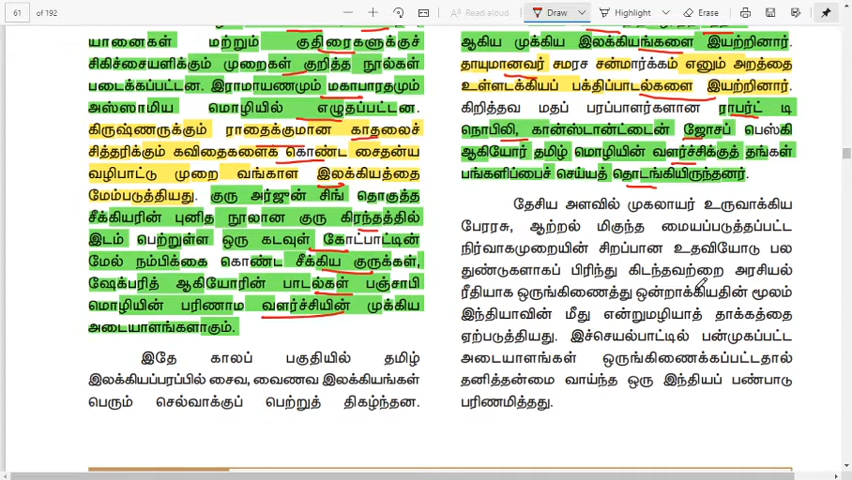 61 of 192
Read aloud
Draw
Highlight
Erase
யானைகள் மற்றும் குதிரைகளுக்குச்
சிகிச்சையளிக்கும் முறைகள் குறித்த நூல்கள்
படைக்கப்பட்டன. இராமாயணமும் மகாபாரதமும்
அஸ்ஸாமிய மொழியில் எழுதப்பட்டன.
கிருஷ்ணருக்கும் ராதைக்குமான காதலைச்
சித்தரிக்கும் கவிதைகளைக் கொண்ட சைதன்ய
வழிபாட்டு முறை வங்காள இலக்கியத்தை
மேம்படுத்தியது. குரு அர்ஜுன் சிங் தொகுத்த
சீக்கியரின் புனித நூலான குரு கிரந்தத்தில்
இடம் பெற்றுள்ள ஒரு கடவுள் கோட்பாட்டின்
மேல் நம்பிக்கை கொண்ட சீக்கிய குருக்கள்,
ஷேக்பரித் ஆகியோரின் பாடல்கள் பஞ்சாபி
மொழியின் பரிணாம வளர்ச்சியின் முக்கிய
அடையாளங்களாகும்.
இதே காலப் பகுதியில் தமிழ்
இலக்கியப்பரப்பில் சைவ, வைணவ இலக்கியங்கள்
பெரும் செல்வாக்குப் பெற்றுத் திகழ்ந்தன.
ஆகிய முக்கிய இலக்கியங்களை இயற்றினார்.
தாயுமானவர் சமரச சன்மார்க்கம் எனும் அறத்தை
உள்ளடக்கியப் பக்திப்பாடல்களை இயற்றினார்.
கிறித்தவ மதப் பரப்பாளர்களான ராபர்ட் டி
நொபிலி, கான்ஸ்டான்ட்டைன் ஜோசப் பெஸ்கி
ஆகியோர் தமிழ் மொழியின் வளர்ச்சிக்குத் தங்கள்
பங்களிப்பைச் செய்யத் தொடங்கியிருந்தனர்.
தேசிய அளவில் முகலாயர் உருவாக்கிய
பேரரசு, ஆற்றல் மிகுந்த மையப்படுத்தப்பட்ட
நிர்வாகமுறையின் சிறப்பான உதவியோடு பல
துண்டுகளாகப் பிரிந்து கிடந்தவற்றை அரசியல்
ரீதியாக ஒருங்கிணைத்து ஒன்றாக்கியதின் மூலம்
இந்தியாவின் மீது என்றுமழியாத் தாக்கத்தை
ஏற்படுத்தியது. இச்செயல்பாட்டில் பன்முகப்பட்ட
அடையாளங்கள் ஒருங்கிணைக்கப்பட்டதால்
தனித்தன்மை வாய்ந்த ஒரு இந்தியப் பண்பாடு
பரிணமித்தது.